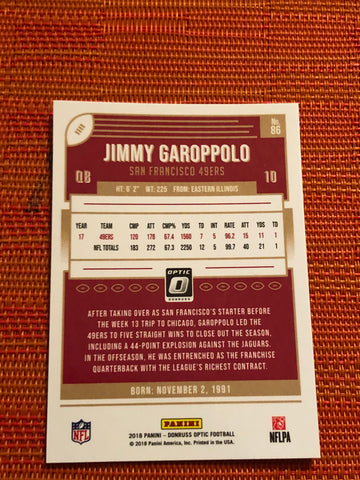 No.
86
JIMMY GAROPPOLO
SAN FRANCISCO 49ERS
QB
10
HT: 6' 2" WT: 225 FROM: EASTERN ILLINOIS
YEAR TEAM CMP ATT CMP% YDS TD INT RATE ATT YDS TD
17 49ERS 120 178 67.4 1560 7 5 96.2 15 11 1
NFL TOTALS 183 272 67.3 2250 12 5 99.7 40 21 1
OPTIC
DONRUSS
AFTER TAKING OVER AS SAN FRANCISCO'S STARTER BEFORE
THE WEEK 13 TRIP TO CHICAGO, GAROPPOLO LED THE
49ERS TO FIVE STRAIGHT WINS TO CLOSE OUT THE SEASON,
INCLUDING A 44-POINT EXPLOSION AGAINST THE JAGUARS.
IN THE OFFSEASON, HE WAS ENTRENCHED AS THE FRANCHISE
QUARTERBACK WITH THE LEAGUE'S RICHEST CONTRACT.
BORN: NOVEMBER 2, 1991
NFL
PANINI
2018 PANINI – DONRUSS OPTIC FOOTBALL
© 2018 Panini America, Inc. Printed in the USA.
NFLPA